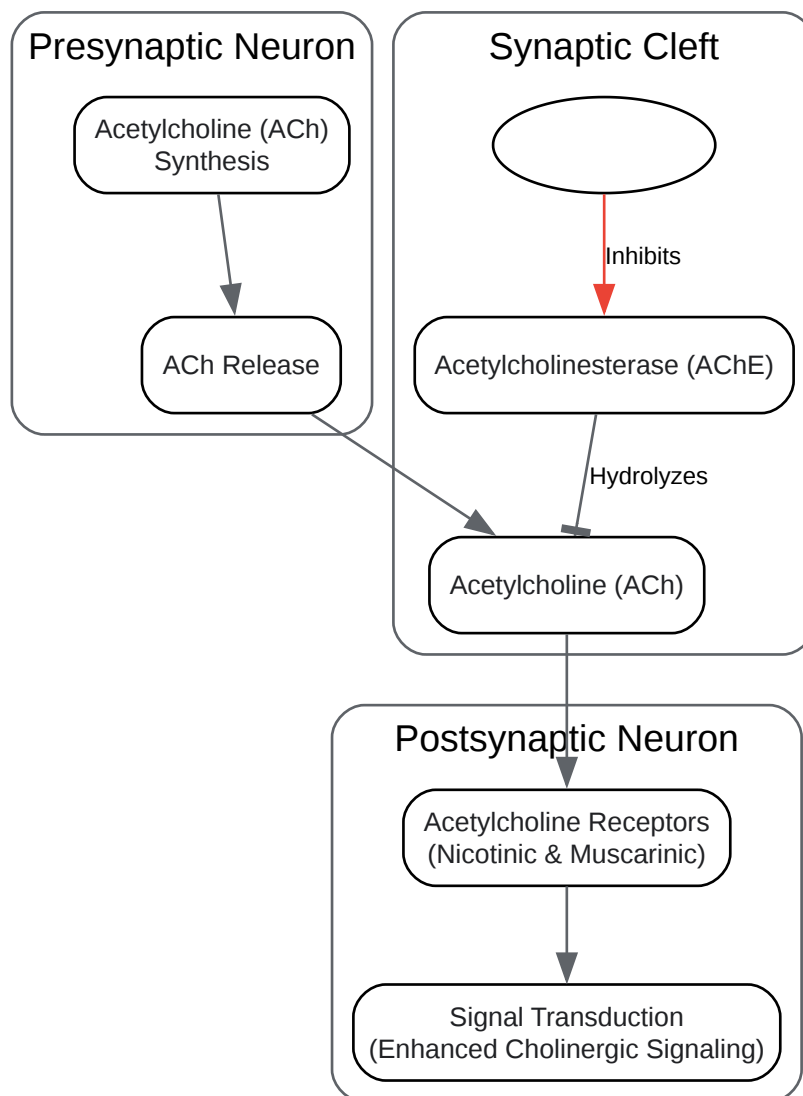 Presynaptic Neuron
Acetylcholine (ACh)
Synthesis
ACh Release
Synaptic Cleft
Inhibits
Acetylcholinesterase (AChE)
Hydrolyzes
Acetylcholine (ACh)
Postsynaptic Neuron
Acetylcholine Receptors
(Nicotinic & Muscarinic)
Signal Transduction
(Enhanced Cholinergic Signaling)